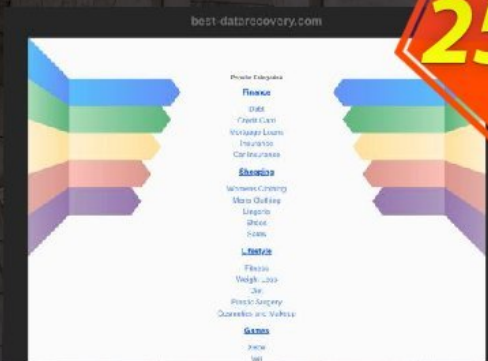 best-datarecovery.com
25
Popular Categories
Finance
Debt
Credit Card
Mortgage Loans
Insurance
Car Insurance
Shopping
Womens Clothing
Mens Clothing
Lingerie
Shoes
Lifestyle
Fitness
Weight Loss
Diet
Plastic Surgery
Cosmetics and Makeup
Games